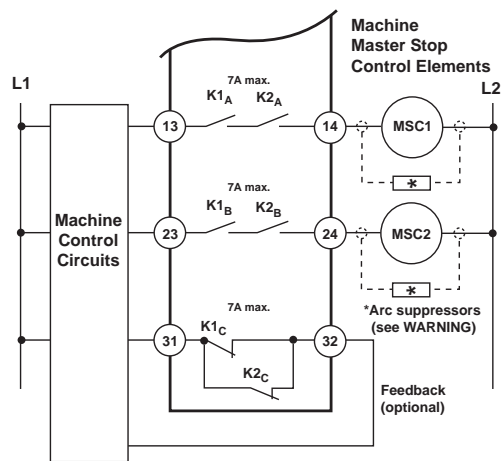 Machine
Master Stop
Control Elements
L1
L2
7A max.
K1A K2A
13
14
MSC1
*
7A max.
K1B K2B
Machine
Control
Circuits
23
24
MSC2
*
*Arc suppressors
(see WARNING)
7A max.
K1C
31
32
K2C
Feedback
(optional)